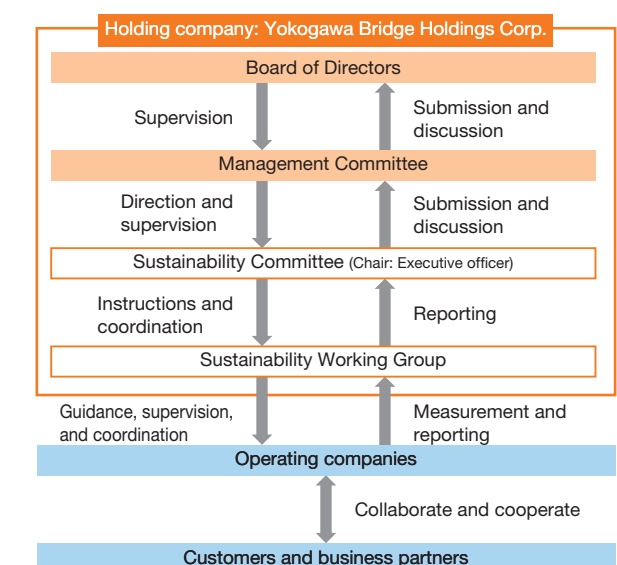 Holding company: Yokogawa Bridge Holdings Corp.
Board of Directors
Supervision
Submission and
discussion
Management Committee
Direction and
supervision
Submission and
discussion
Sustainability Committee (Chair: Executive officer)
Instructions and
coordination
Reporting
Sustainability Working Group
Guidance, supervision,
and coordination
Measurement and
reporting
Operating companies
Collaborate and cooperate
Customers and business partners